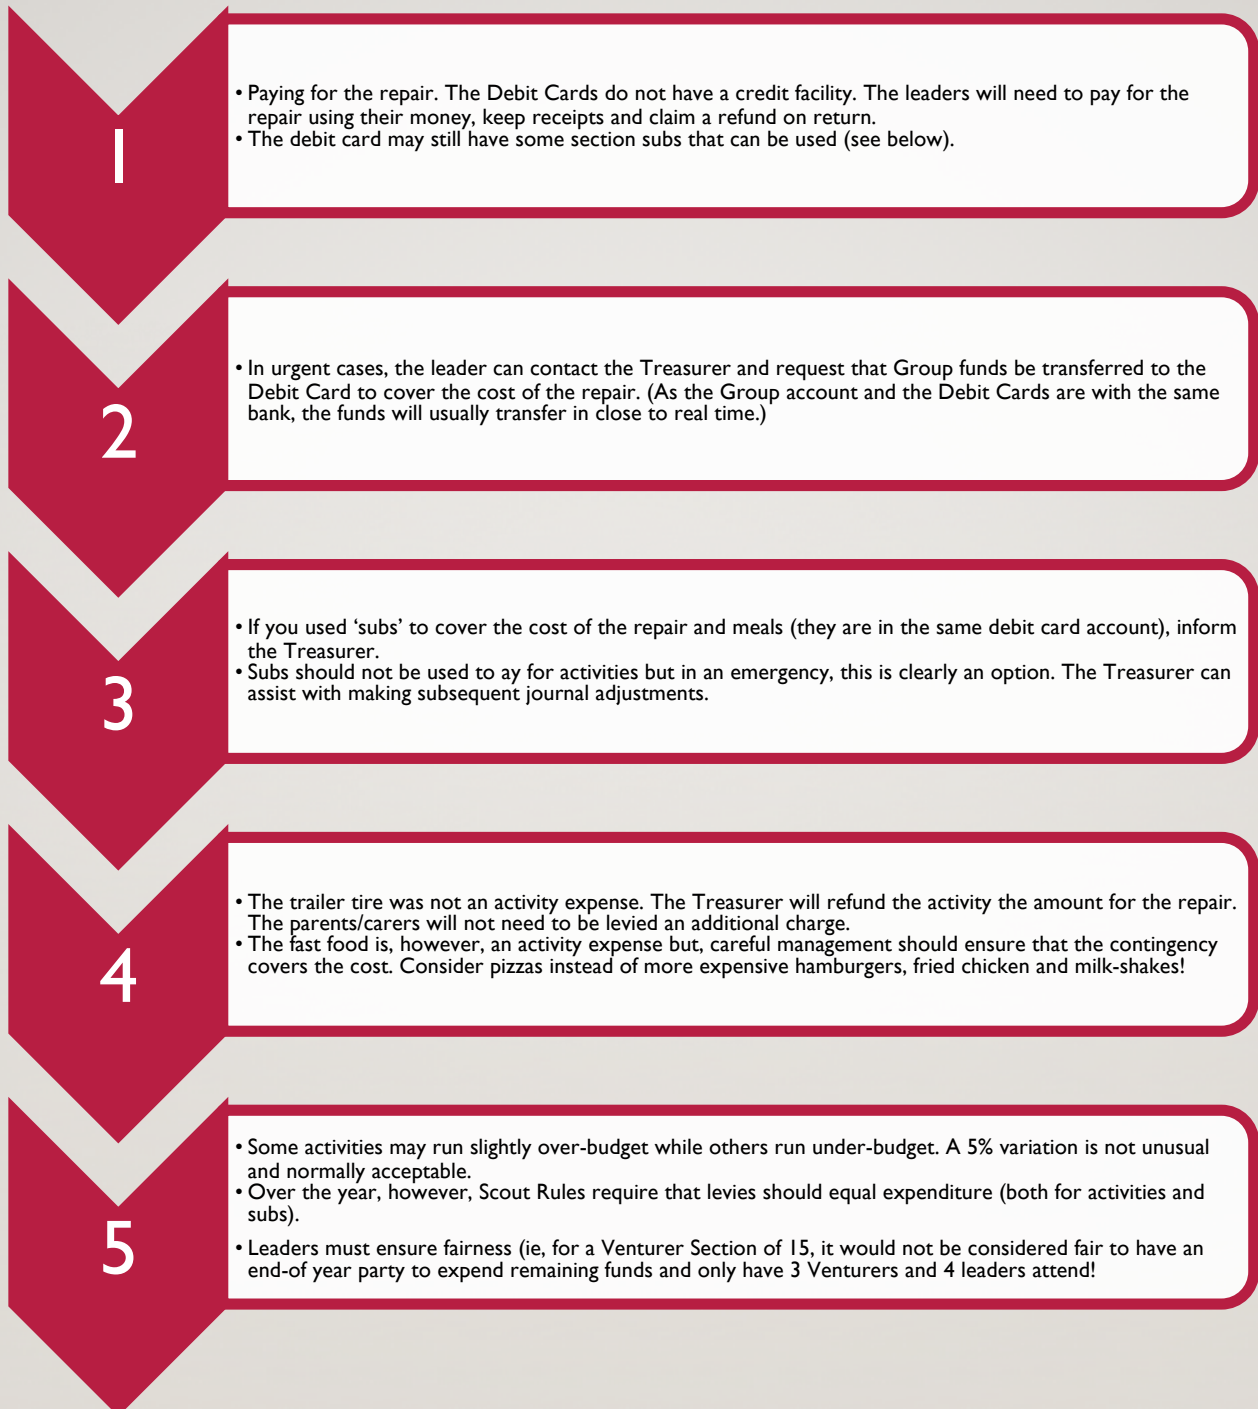 1
• Paying for the repair. The Debit Cards do not have a credit facility. The leaders will need to pay for the
repair using their money, keep receipts and claim a refund on return.
• The debit card may still have some section subs that can be used (see below).
2
• In urgent cases, the leader can contact the Treasurer and request that Group funds be transferred to the
Debit Card to cover the cost of the repair. (As the Group account and the Debit Cards are with the same
bank, the funds will usually transfer in close to real time.)
3
• If you used ‘subs’ to cover the cost of the repair and meals (they are in the same debit card account), inform
the Treasurer.
• Subs should not be used to ay for activities but in an emergency, this is clearly an option. The Treasurer can
assist with making subsequent journal adjustments.
4
• The trailer tire was not an activity expense. The Treasurer will refund the activity the amount for the repair.
The parents/carers will not need to be levied an additional charge.
• The fast food is, however, an activity expense but, careful management should ensure that the contingency
covers the cost. Consider pizzas instead of more expensive hamburgers, fried chicken and milk-shakes!
5
• Some activities may run slightly over-budget while others run under-budget. A 5% variation is not unusual
and normally acceptable.
• Over the year, however, Scout Rules require that levies should equal expenditure (both for activities and
subs).
• Leaders must ensure fairness (ie, for a Venturer Section of 15, it would not be considered fair to have an
end-of year party to expend remaining funds and only have 3 Venturers and 4 leaders attend!